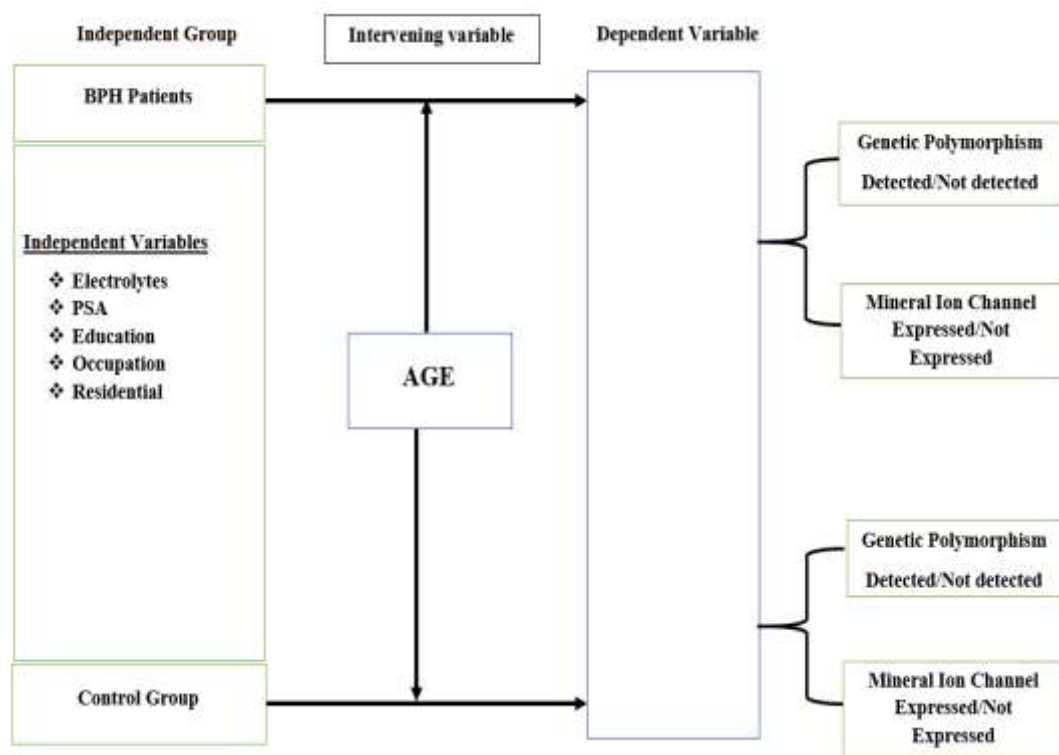 Independent Group
Intervening variable
Dependent Variable
BPH Patients
Independent Variables
❖ Electrolytes
❖ PSA
❖ Education
❖ Occupation
❖ Residential
AGE
Control Group
Genetic Polymorphism
Detected/Not detected
Mineral Ion Channel
Expressed/Not
Expressed
Genetic Polymorphism
Detected/Not detected
Mineral Ion Channel
Expressed/Not
Expressed